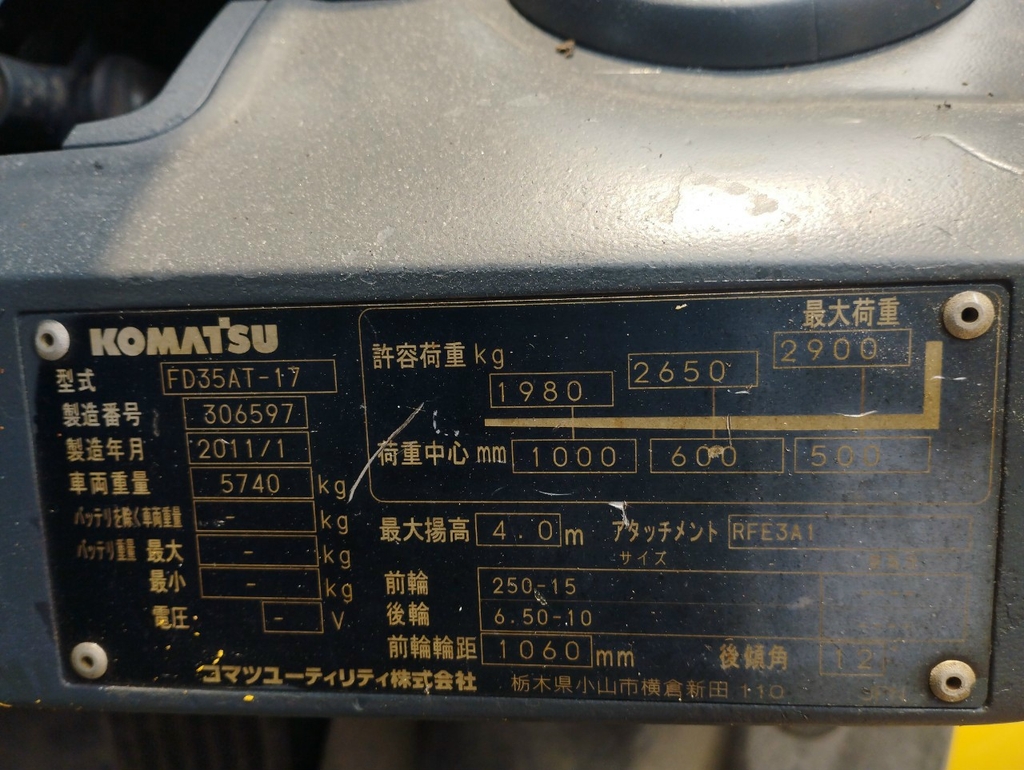 KOMATSU
型式 FD35AT-17
製造番号 306597
製造年月 2011/1
車両重量 5740 kg
バッテリを除く車両重量 - kg
バッテリ重量 最大 - kg
最小 - kg
電圧 - V
最大荷重
許容荷重 kg 1980 2650 2900
荷重中心 mm 1000 600 500
最大揚高 4.0 m アタッチメント RFE3A1
サイズ
前輪 250-15
後輪 6.50-10
前輪輪距 1060 mm 後傾角 12
コマツユーティリティ株式会社 栃木県小山市横倉新田 110